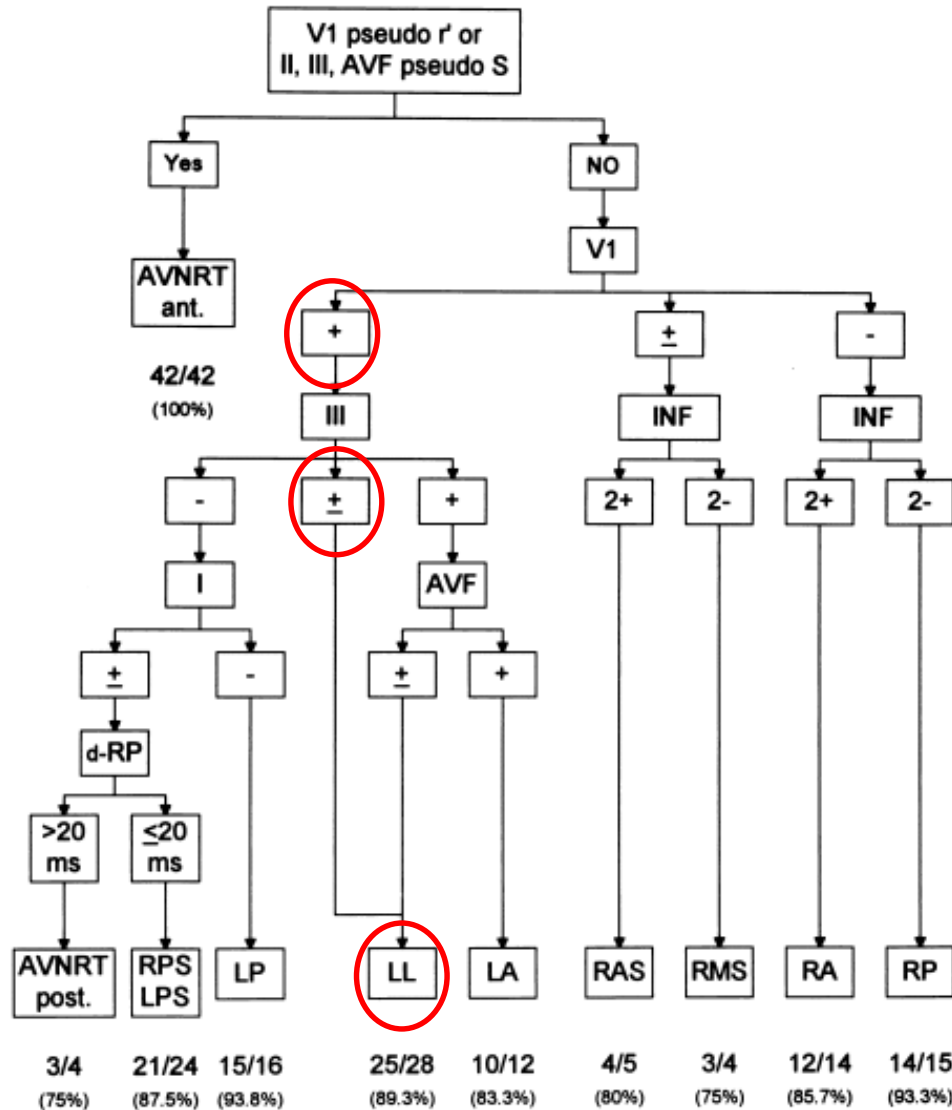 V1 pseudo r' or
II, III, AVF pseudo S
Yes
NO
AVNRT
ant.
42/42
(100%)
V1
+
±
-
III
INF
INF
-
±
+
2+
2-
2+
2-
I
AVF
±
-
±
+
d-RP
>20
ms
≤20
ms
AVNRT
post.
RPS
LPS
LP
LL
LA
RAS
RMS
RA
RP
3/4
21/24
15/16
25/28
10/12
4/5
3/4
12/14
14/15
(75%)
(87.5%)
(93.8%)
(89.3%)
(83.3%)
(80%)
(75%)
(85.7%)
(93.3%)